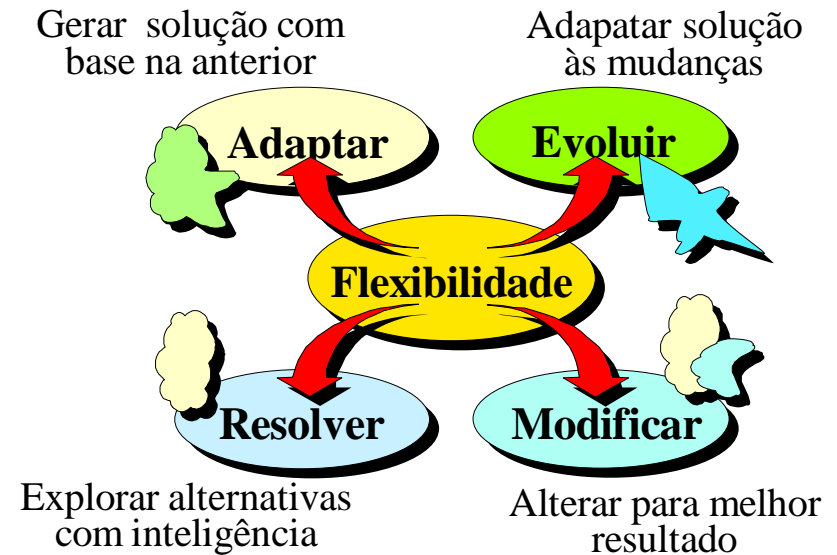 Gerar solução com
base na anterior
Adapatar solução
às mudanças
Adaptar
Evoluir
Flexibilidade
Resolver
Modificar
Explorar alternativas
com inteligência
Alterar para melhor
resultado